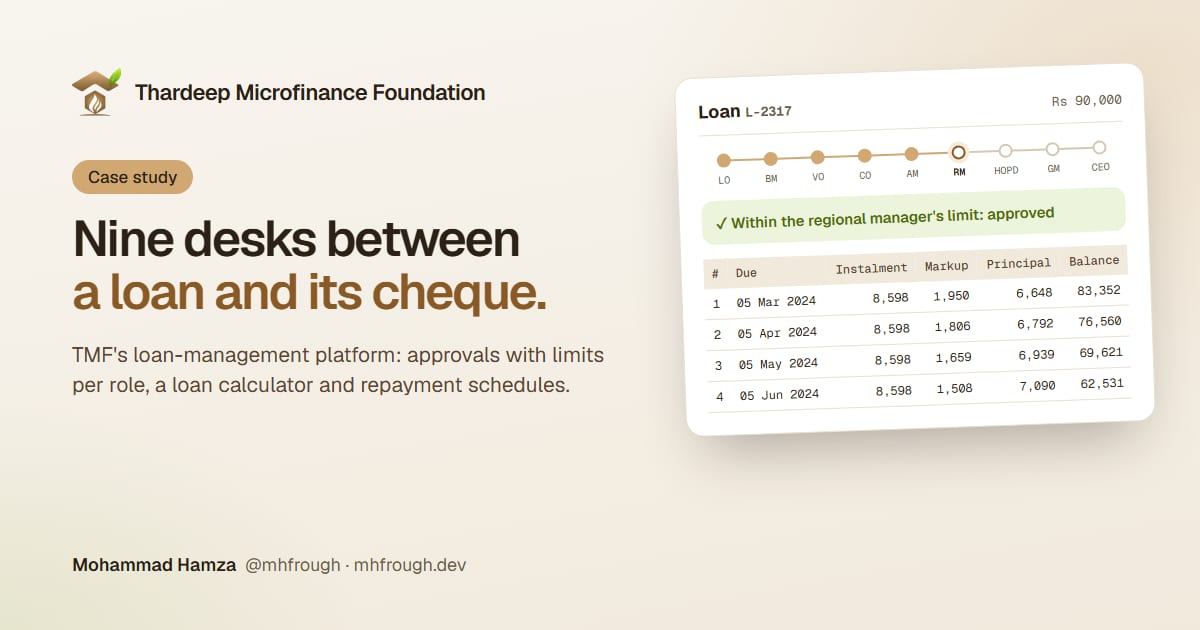 Thardeep Microfinance Foundation
Case study
Nine desks between
a loan and its cheque.
TMF's loan-management platform: approvals with limits
per role, a loan calculator and repayment schedules.
Mohammad Hamza @mhfrough · mhfrough.dev
Loan L-2317 Rs 90,000
LO BM VO CO AM RM HOPD GM CEO
✓ Within the regional manager's limit: approved
# Due Instalment Markup Principal Balance
1 05 Mar 2024 8,598 1,950 6,648 83,352
2 05 Apr 2024 8,598 1,806 6,792 76,560
3 05 May 2024 8,598 1,659 6,939 69,621
4 05 Jun 2024 8,598 1,508 7,090 62,531